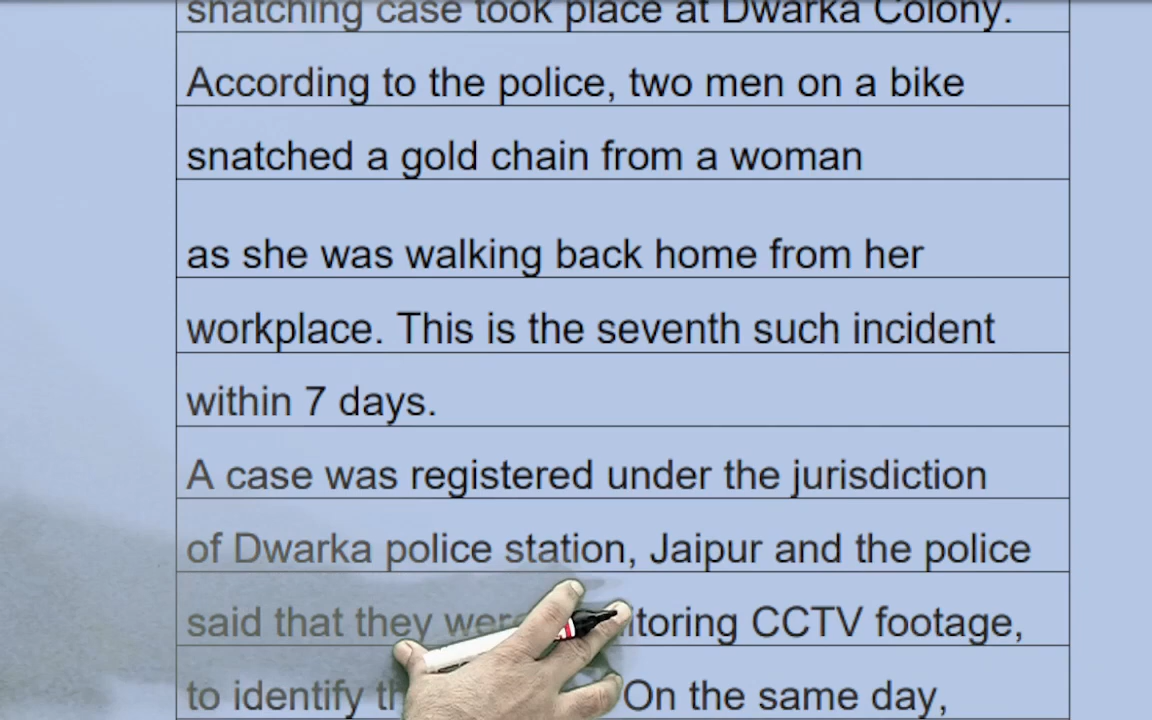 snatching case took place at Dwarka Colony.
According to the police, two men on a bike
snatched a gold chain from a woman
as she was walking back home from her
workplace. This is the seventh such incident
within 7 days.
A case was registered under the jurisdiction
of Dwarka police station, Jaipur and the police
said that they were itoring CCTV footage,
to identify On the same day,